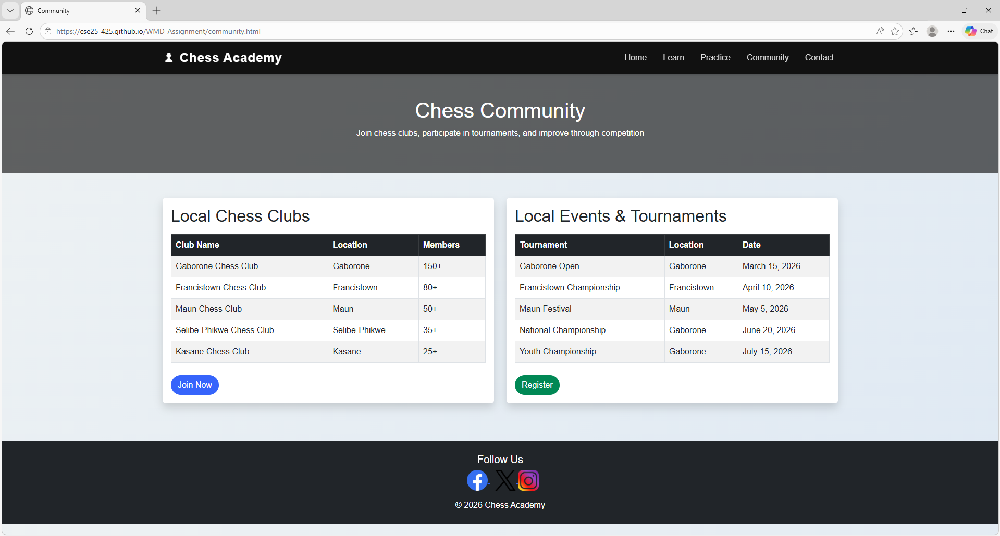 Community
https://cse25-425.github.io/WMD-Assignment/community.html
Chat
Chess Academy
Home Learn Practice Community Contact
Chess Community
Join chess clubs, participate in tournaments, and improve through competition
Local Chess Clubs
Club Name Location Members
Gaborone Chess Club Gaborone 150+
Francistown Chess Club Francistown 80+
Maun Chess Club Maun 50+
Selibe-Phikwe Chess Club Selibe-Phikwe 35+
Kasane Chess Club Kasane 25+
Join Now
Local Events & Tournaments
Tournament Location Date
Gaborone Open Gaborone March 15, 2026
Francistown Championship Francistown April 10, 2026
Maun Festival Maun May 5, 2026
National Championship Gaborone June 20, 2026
Youth Championship Gaborone July 15, 2026
Register
Follow Us
© 2026 Chess Academy